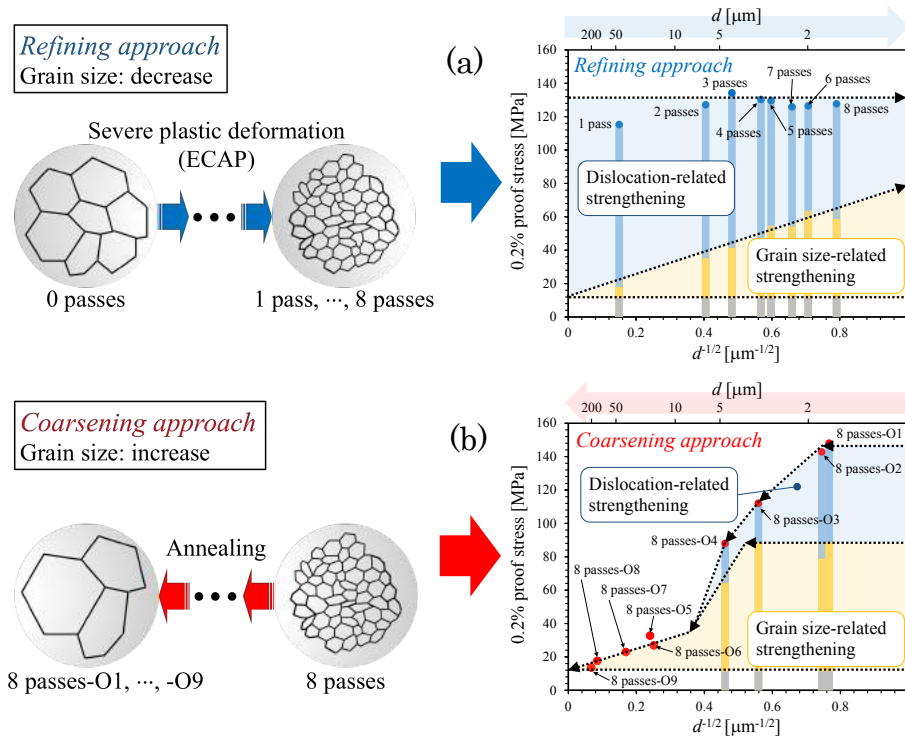 Refining approach
Grain size: decrease
Severe plastic deformation
(ECAP)
0 passes
1 pass, ···, 8 passes
(a)
d [μm]
200 50 10 5 2
Refining approach
0.2% proof stress [MPa]
160
140
120
100
80
60
40
20
0
1 pass
2 passes
3 passes
4 passes
5 passes
7 passes
6 passes
8 passes
Dislocation-related
strengthening
Grain size-related
strengthening
0 0.2 0.4 0.6 0.8
d-1/2 [μm-1/2]
Coarsening approach
Grain size: increase
Annealing
8 passes-O1, ···, -O9
8 passes
(b)
d [μm]
200 50 10 5 2
Coarsening approach
0.2% proof stress [MPa]
160
140
120
100
80
60
40
20
0
8 passes-O1
8 passes-O2
Dislocation-related
strengthening
8 passes-O3
8 passes-O4
8 passes-O8
8 passes-O7
8 passes-O5
8 passes-O6
8 passes-O9
Grain size-related
strengthening
0 0.2 0.4 0.6 0.8
d-1/2 [μm-1/2]